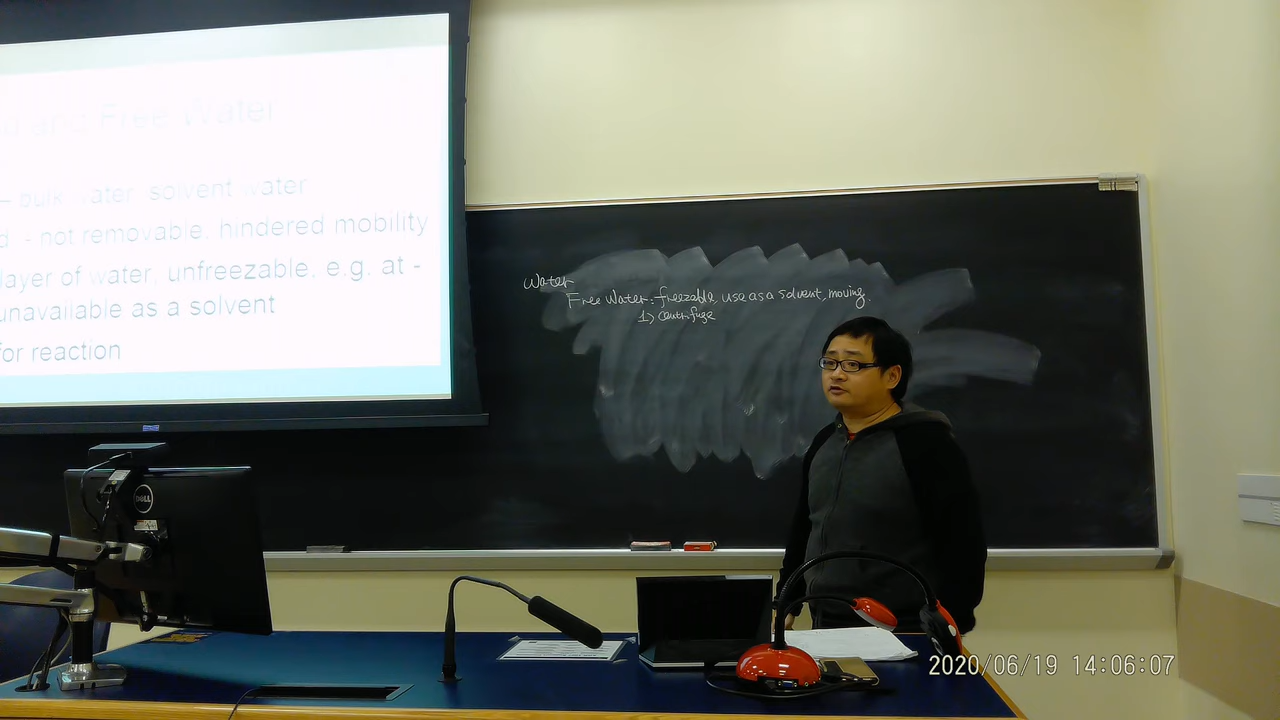 d and Free Water
– bulk water, solvent water
d: - not removable, hindered mobility
layer of water, unfreezable, e.g. at -
unavailable as a solvent
for reaction
Water
Free Water: freezable, use as a solvent, moving.
1> Centrifuge
DELL
2020/06/19 14:06:07